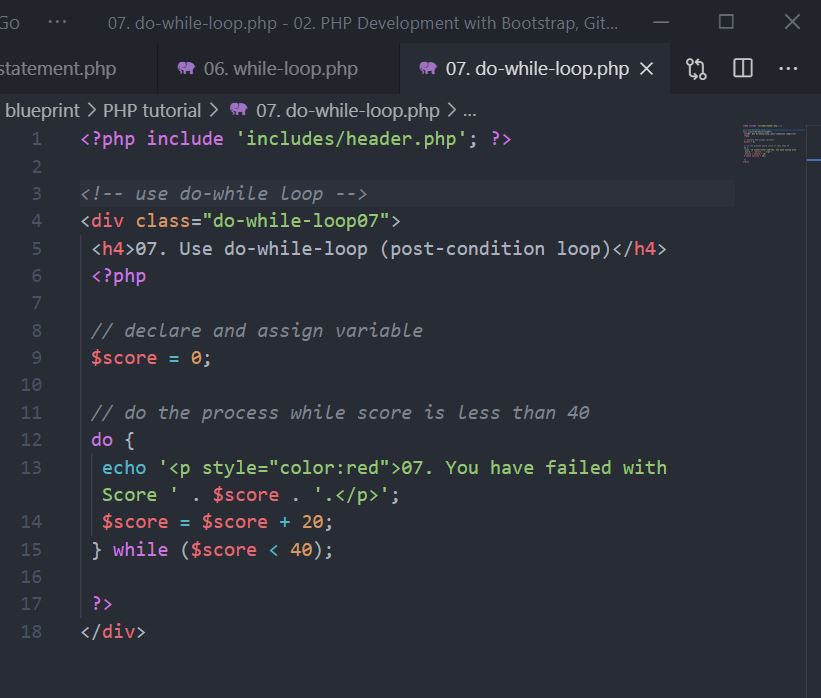 Go ... 07. do-while-loop.php - 02. PHP Development with Bootstrap, Git...
statement.php 06. while-loop.php 07. do-while-loop.php
blueprint > PHP tutorial > 07. do-while-loop.php > ...
1 <?php include 'includes/header.php'; ?>
2
3 <!-- use do-while loop -->
4 <div class="do-while-loop07">
5 <h4>07. Use do-while-loop (post-condition loop)</h4>
6 <?php
7
8 // declare and assign variable
9 $score = 0;
10
11 // do the process while score is less than 40
12 do {
13 echo '<p style="color:red">07. You have failed with
Score ' . $score . '.</p>';
14 $score = $score + 20;
15 } while ($score < 40);
16
17 ?>
18 </div>